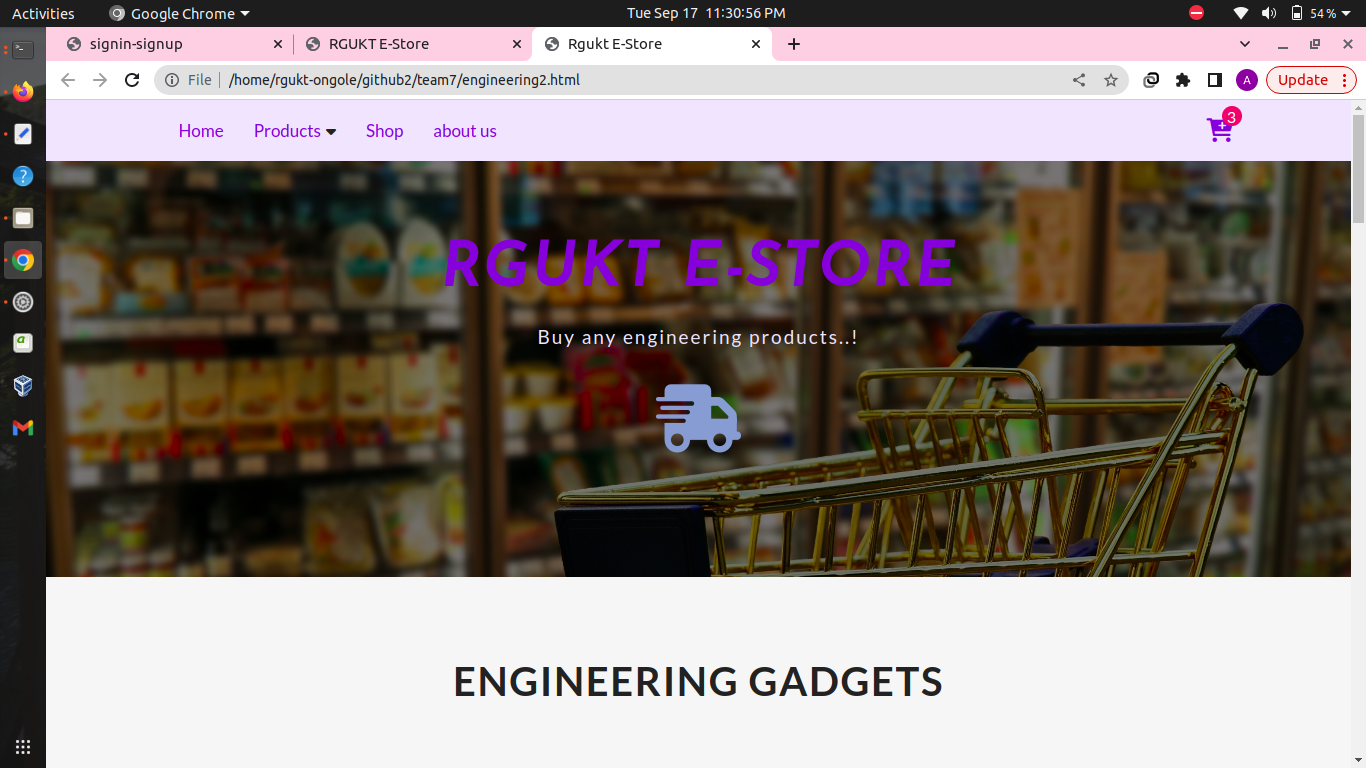 Activities Google Chrome Tue Sep 17 11:30:56 PM 54 %
signin-signup RGUKT E-Store Rgukt E-Store
File /home/rgukt-ongole/github2/team7/engineering2.html A Update
Home Products Shop about us 3
RGUKT E-STORE
Buy any engineering products..!
ENGINEERING GADGETS